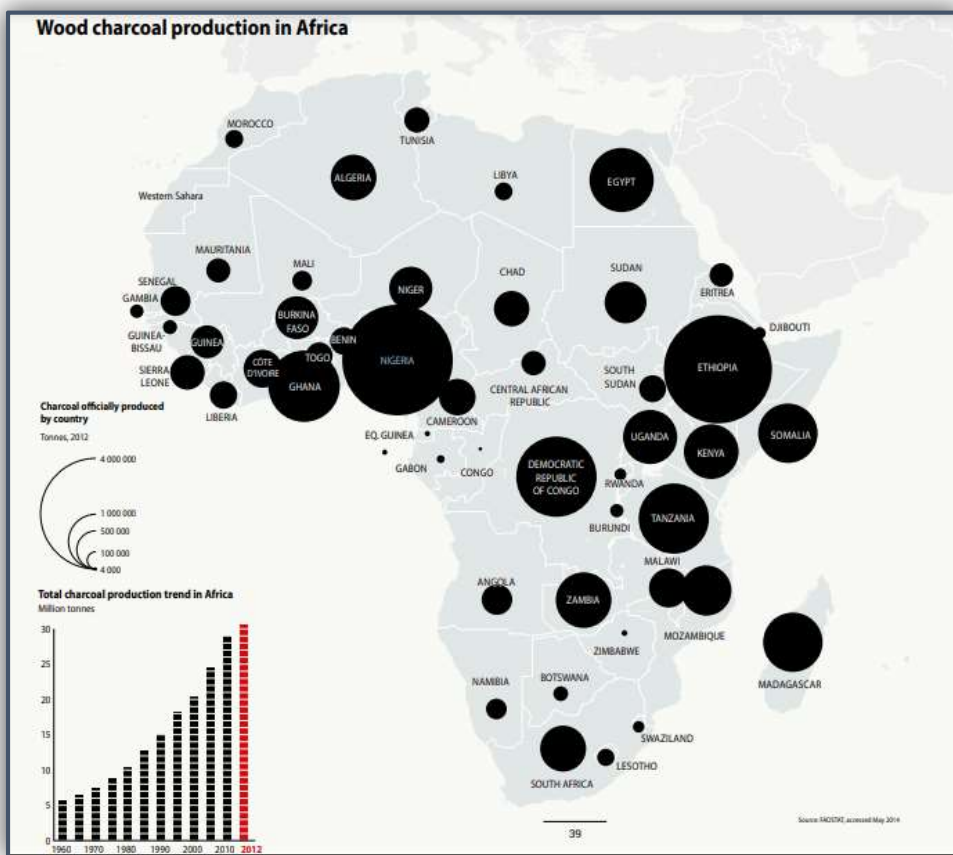 Wood charcoal production in Africa
MOROCCO
TUNISIA
ALGERIA
LIBYA
EGYPT
Western Sahara
MAURITANIA
MALI
NIGER
CHAD
SUDAN
ERITREA
SENEGAL
GAMBIA
BURKINA
FASO
DJIBOUTI
GUINEA-
BISSAU
GUINEA
BENIN
NIGERIA
TOGO
CÔTE
D'IVOIRE
GHANA
SIERRA
LEONE
LIBERIA
CAMEROON
CENTRAL AFRICAN
REPUBLIC
SOUTH
SUDAN
ETHIOPIA
EQ. GUINEA
GABON
CONGO
DEMOCRATIC
REPUBLIC
OF CONGO
UGANDA
KENYA
SOMALIA
RWANDA
BURUNDI
TANZANIA
MALAWI
ANGOLA
ZAMBIA
MOZAMBIQUE
ZIMBABWE
MADAGASCAR
NAMIBIA
BOTSWANA
SWAZILAND
LESOTHO
SOUTH AFRICA
Charcoal officially produced
by country
Tonnes, 2012
4 000 000
1 000 000
500 000
100 000
4 000
Total charcoal production trend in Africa
Million tonnes
30
25
20
15
10
5
0
1960 1970 1980 1990 2000 2010 2012
39
Source: FAOSTAT, accessed May 2014